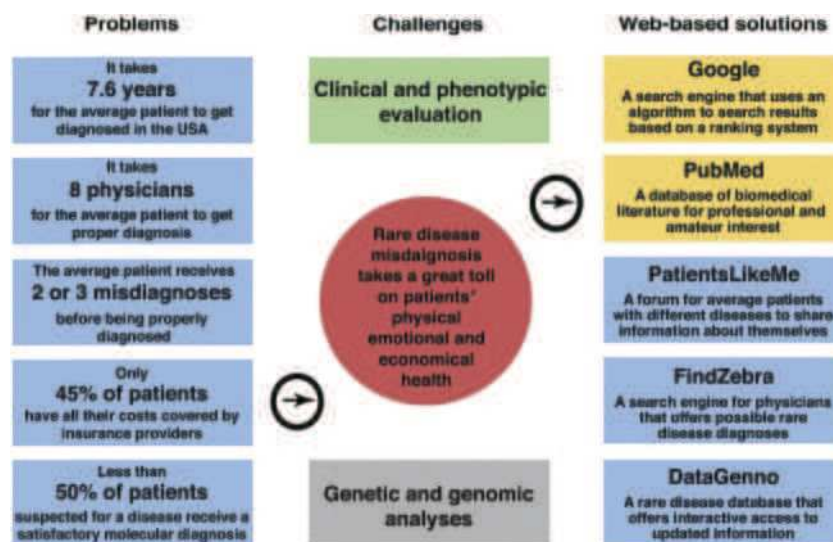 Problems
It takes
7.6 years
for the average patient to get
diagnosed in the USA
It takes
8 physicians
for the average patient to get
proper diagnosis
The average patient receives
2 or 3 misdiagnoses
before being properly
diagnosed
Only
45% of patients
have all their costs covered by
insurance providers
Less than
50% of patients
suspected for a disease receive a
satisfactory molecular diagnosis
Challenges
Clinical and phenotypic
evaluation
Rare disease
misdaignosis
takes a great toll
on patients'
physical
emotional and
economical
health
Genetic and genomic
analyses
Web-based solutions
Google
A search engine that uses an
algorithm to search results
based on a ranking system
PubMed
A database of biomedical
literature for professional and
amateur interest
PatientsLikeMe
A forum for average patients
with different diseases to share
information about themselves
FindZebra
A search engine for physicians
that offers possible rare
disease diagnoses
DataGenno
A rare disease database that
offers interactive access to
updated information